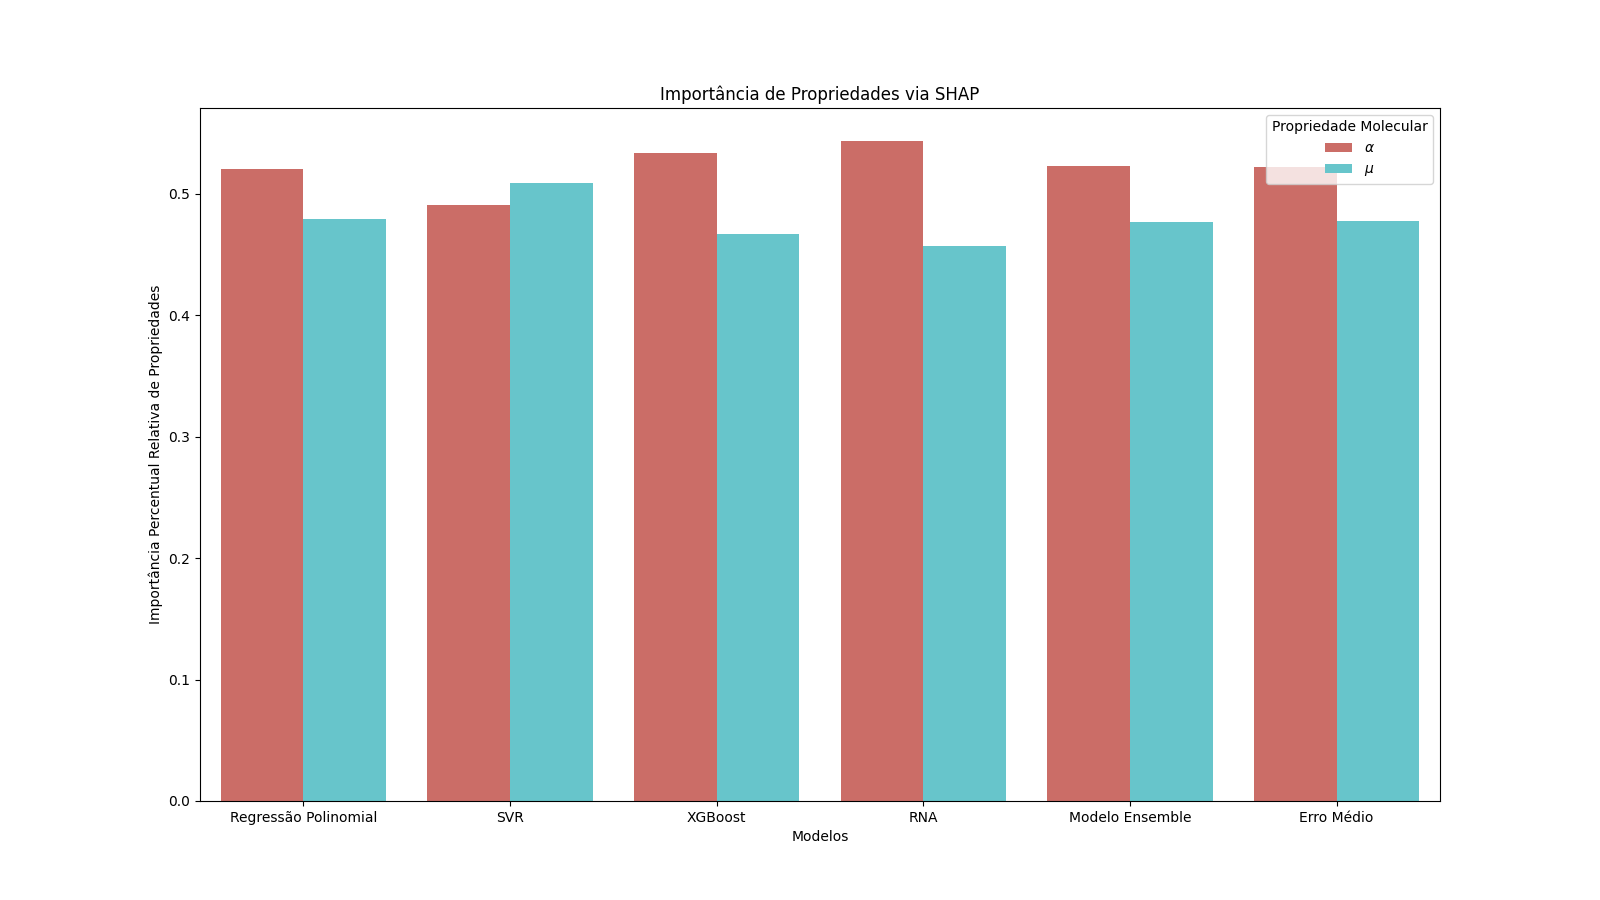 Importância de Propriedades via SHAP
Propriedade Molecular
α
μ
Importância Percentual Relativa de Propriedades
0.5
0.4
0.3
0.2
0.1
0.0
Regressão Polinomial SVR XGBoost RNA Modelo Ensemble Erro Médio
Modelos